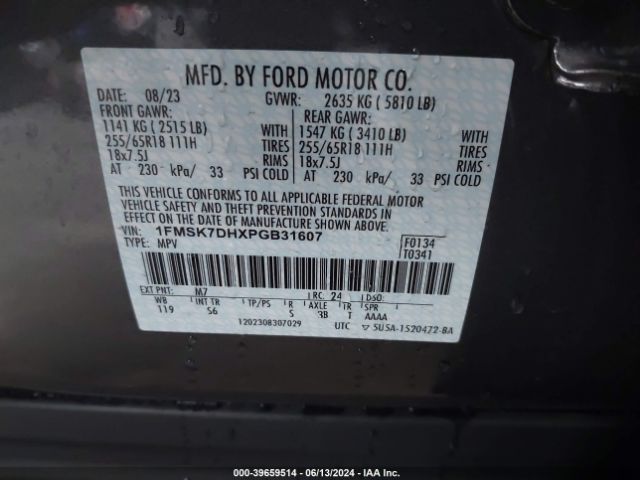 MFD. BY FORD MOTOR CO.
DATE: 08/23 GVWR: 2635 KG ( 5810 LB)
FRONT GAWR: REAR GAWR:
1141 KG ( 2515 LB) WITH 1547 KG ( 3410 LB) WITH
255/65R18 111H TIRES 255/65R18 111H TIRES
18x7.5J RIMS 18x7.5J RIMS
AT 230 kPa/ 33 PSI COLD AT 230 kPa/ 33 PSI COLD
THIS VEHICLE CONFORMS TO ALL APPLICABLE FEDERAL MOTOR
VEHICLE SAFETY AND THEFT PREVENTION STANDARDS IN
EFFECT ON THE DATE OF MANUFACTURE SHOWN ABOVE.
VIN: 1FMSK7DHXPGB31607 F0134
TYPE: MPV T0341
EXT PNT: M7 RC: 24 DSO:
WB INT TR TP/PS R AXLE TR SPR
119 S6 S 3B T AAAA
1202308307029 UTC ▽ 5U5A-1520472-BA
000-39659514 - 06/13/2024 - IAA Inc.